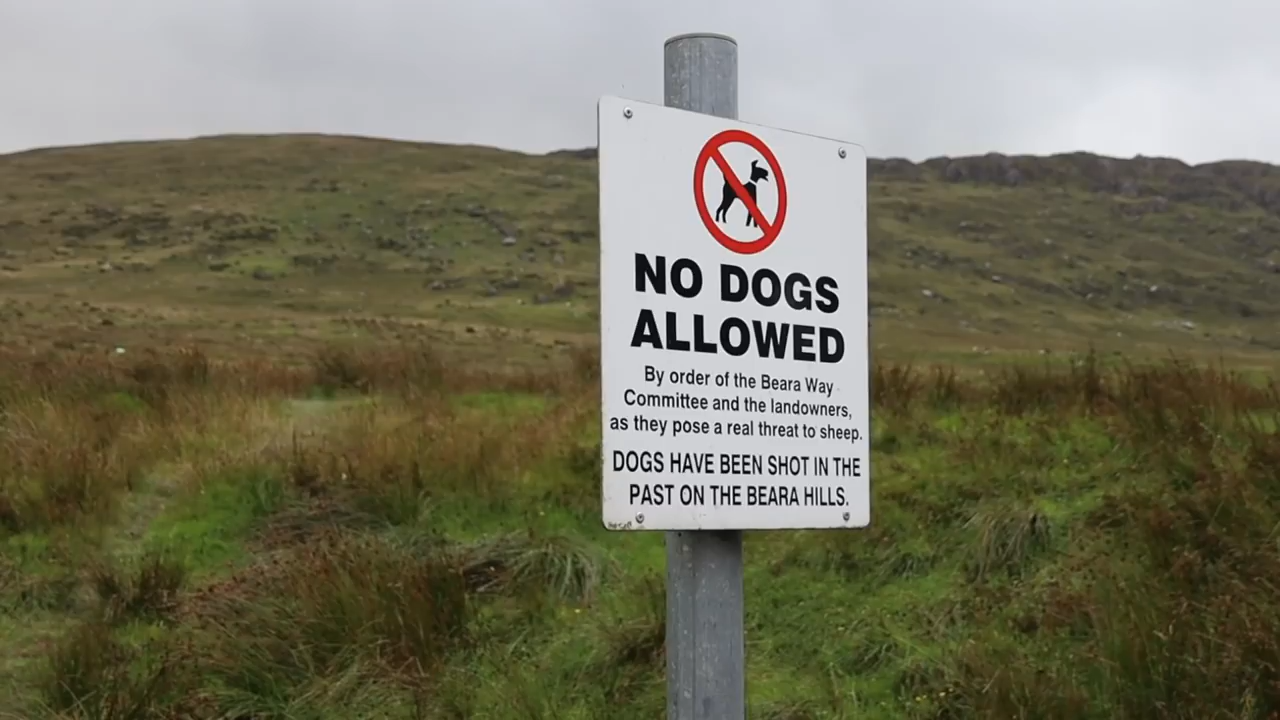 NO DOGS
ALLOWED
By order of the Beara Way
Committee and the landowners,
as they pose a real threat to sheep.
DOGS HAVE BEEN SHOT IN THE
PAST ON THE BEARA HILLS.